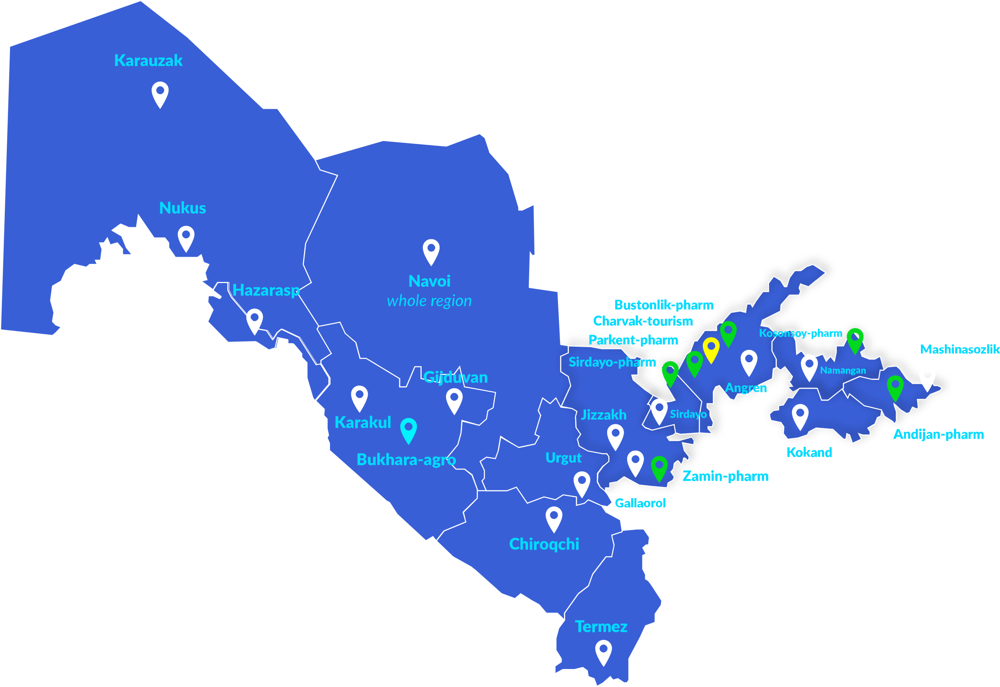 Karauzak
Nukus
Hazarasp
Navoi
whole region
Bustonlik-pharm
Charvak-tourism
Parkent-pharm
Sirdayo-pharm
Kosonsoy-pharm
Mashinasozlik
Namangan
Gijduvan
Angren
Karakul
Jizzakh
Sirdayo
Andijan-pharm
Kokand
Bukhara-agro
Urgut
Zamin-pharm
Gallaorol
Chiroqchi
Termez